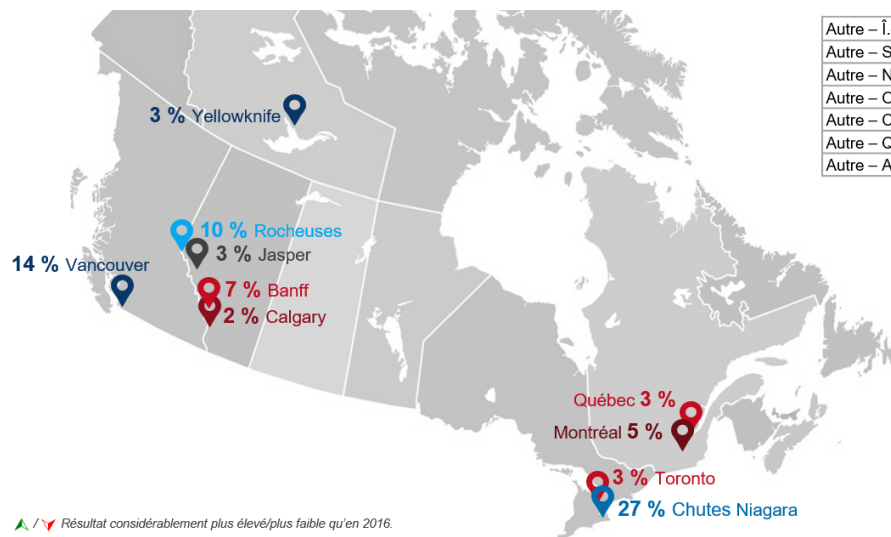 Autre – Î.
Autre – S
Autre – N
Autre – C
Autre – C
Autre – Q
Autre – A
3 % Yellowknife
10 % Rocheuses
3 % Jasper
14 % Vancouver
7 % Banff
2 % Calgary
Québec 3 %
Montréal 5 %
3 % Toronto
27 % Chutes Niagara
/ Résultat considérablement plus élevé/plus faible qu'en 2016.